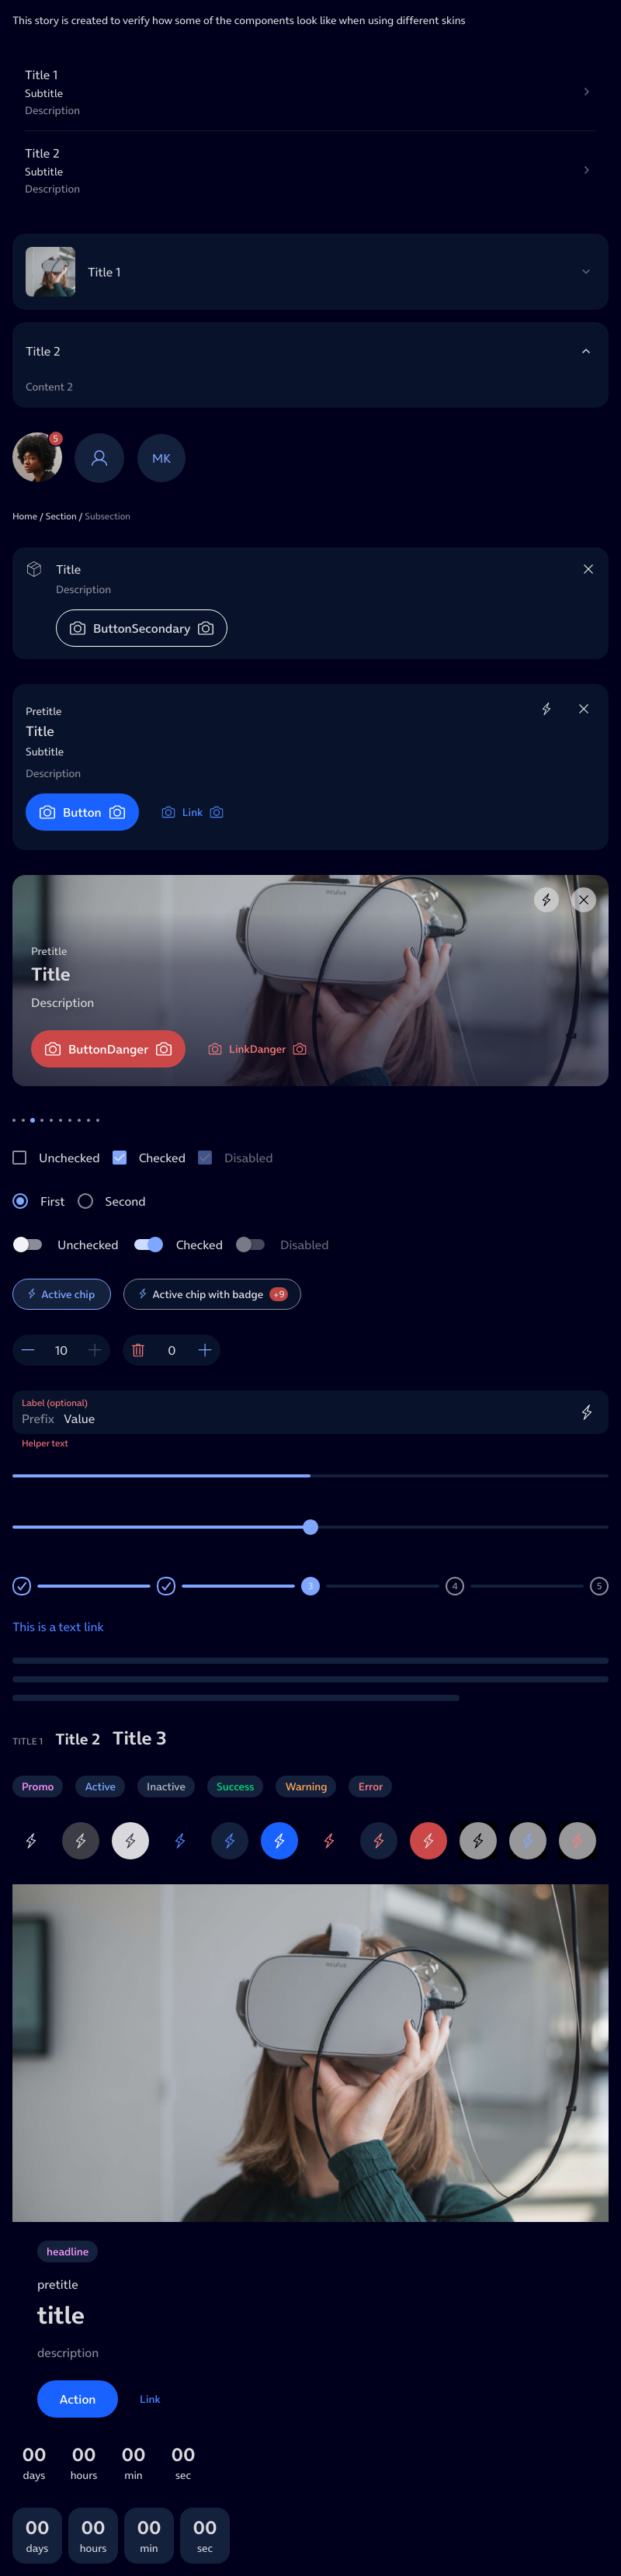 This story is created to verify how some of the components look like when using different skins
Title 1
Subtitle
Description
Title 2
Subtitle
Description
Title 1
Title 2
Content 2
5
MK
Home / Section / Subsection
Title
Description
ButtonSecondary
Pretitle
Title
Subtitle
Description
Button Link
oculus
Pretitle
Title
Description
ButtonDanger LinkDanger
Unchecked Checked Disabled
First Second
Unchecked Checked Disabled
Active chip Active chip with badge +9
10 0
Label (optional)
Prefix Value
Helper text
3 4 5
This is a text link
TITLE 1 Title 2 Title 3
Promo Active Inactive Success Warning Error
oculus
headline
pretitle
title
description
Action Link
00 00 00 00
days hours min sec
00 00 00 00
days hours min sec